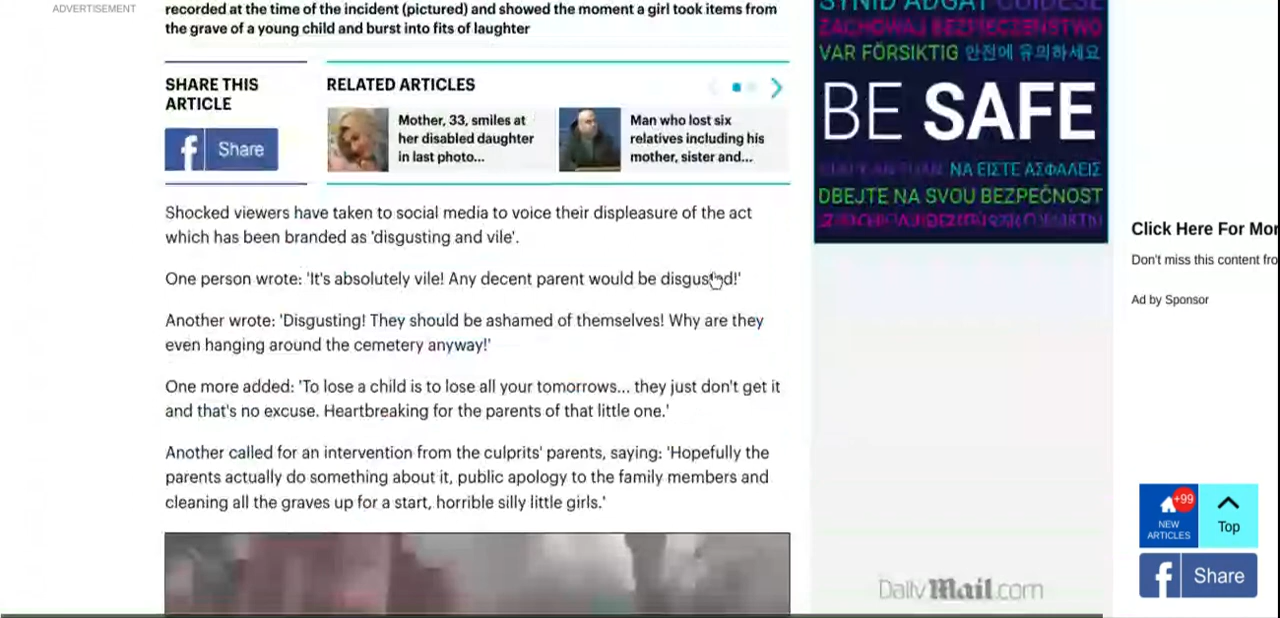 ADVERTISEMENT
recorded at the time of the incident (pictured) and showed the moment a girl took items from
the grave of a young child and burst into fits of laughter
SHARE THIS
ARTICLE
f Share
RELATED ARTICLES
Mother, 33, smiles at
her disabled daughter
in last photo...
Man who lost six
relatives including his
mother, sister and...
Shocked viewers have taken to social media to voice their displeasure of the act
which has been branded as 'disgusting and vile'.
One person wrote: 'It's absolutely vile! Any decent parent would be disgusted!'
Another wrote: 'Disgusting! They should be ashamed of themselves! Why are they
even hanging around the cemetery anyway!'
One more added: 'To lose a child is to lose all your tomorrows... they just don't get it
and that's no excuse. Heartbreaking for the parents of that little one.'
Another called for an intervention from the culprits' parents, saying: 'Hopefully the
parents actually do something about it, public apology to the family members and
cleaning all the graves up for a start, horrible silly little girls.'
ZACHOWAJ BEZPIECZEŃSTWO
VAR FÖRSIKTIG 안전에 유의하세요
BE SAFE
ΝΑ ΕΙΣΤΕ ΑΣΦΑΛΕΙΣ
DBEJTE NA SVOU BEZPEČNOST
Click Here For Mor
Don't miss this content fro
Ad by Sponsor
+99
NEW
ARTICLES
Top
f Share
Daily Mail.com